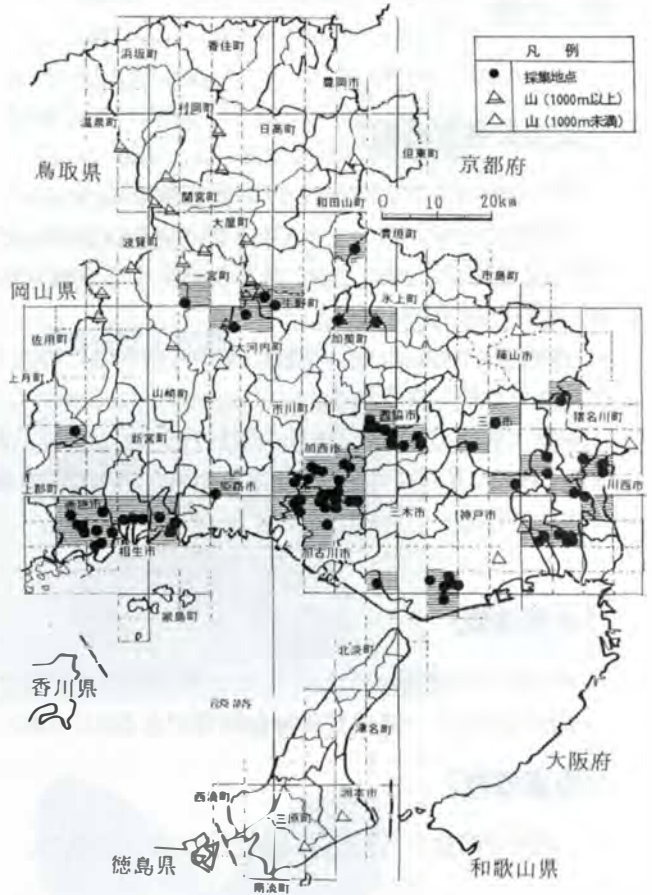 凡 例
採集地点
山 (1000m以上)
山 (1000m未満)
浜坂町
香住町
豊岡市
村岡町
温泉町
日高町
但東町
鳥取県
京都府
関宮町
和田山町
0 10 20km
大屋町
青垣町
波賀町
市島町
一宮町
岡山県
生野町
氷上町
佐用町
大河内町
加美町
篠山市
上月町
山崎町
市川町
猪名川町
西脇市
新宮町
加西市
三田市
上郡町
姫路市
川西市
赤穂市
三木市
神戸市
相生市
加古川市
家島町
北淡町
香川県
津名町
大阪府
西淡町
洲本市
三原町
徳島県
南淡町
和歌山県